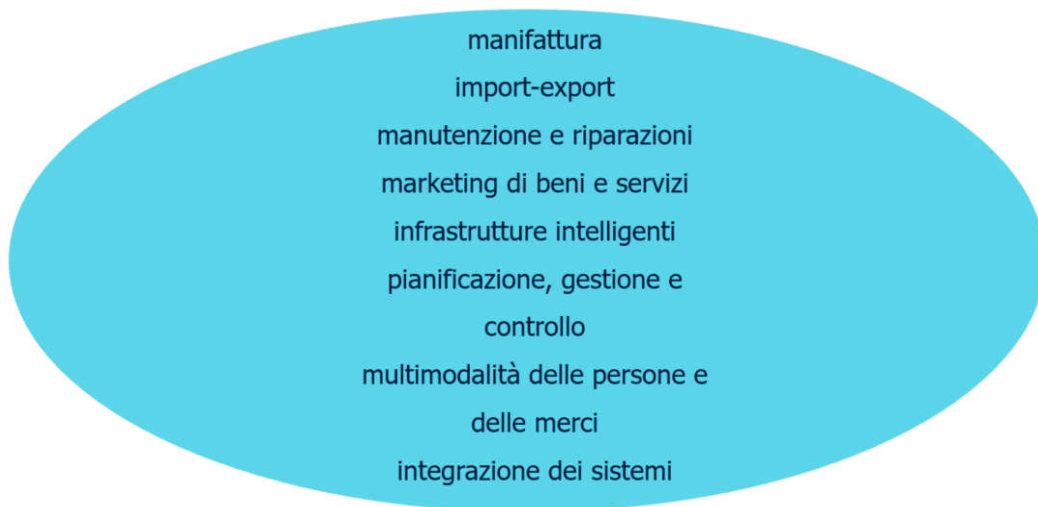 manifattura
import-export
manutenzione e riparazioni
marketing di beni e servizi
infrastrutture intelligenti
pianificazione, gestione e
controllo
multimodalità delle persone e
delle merci
integrazione dei sistemi